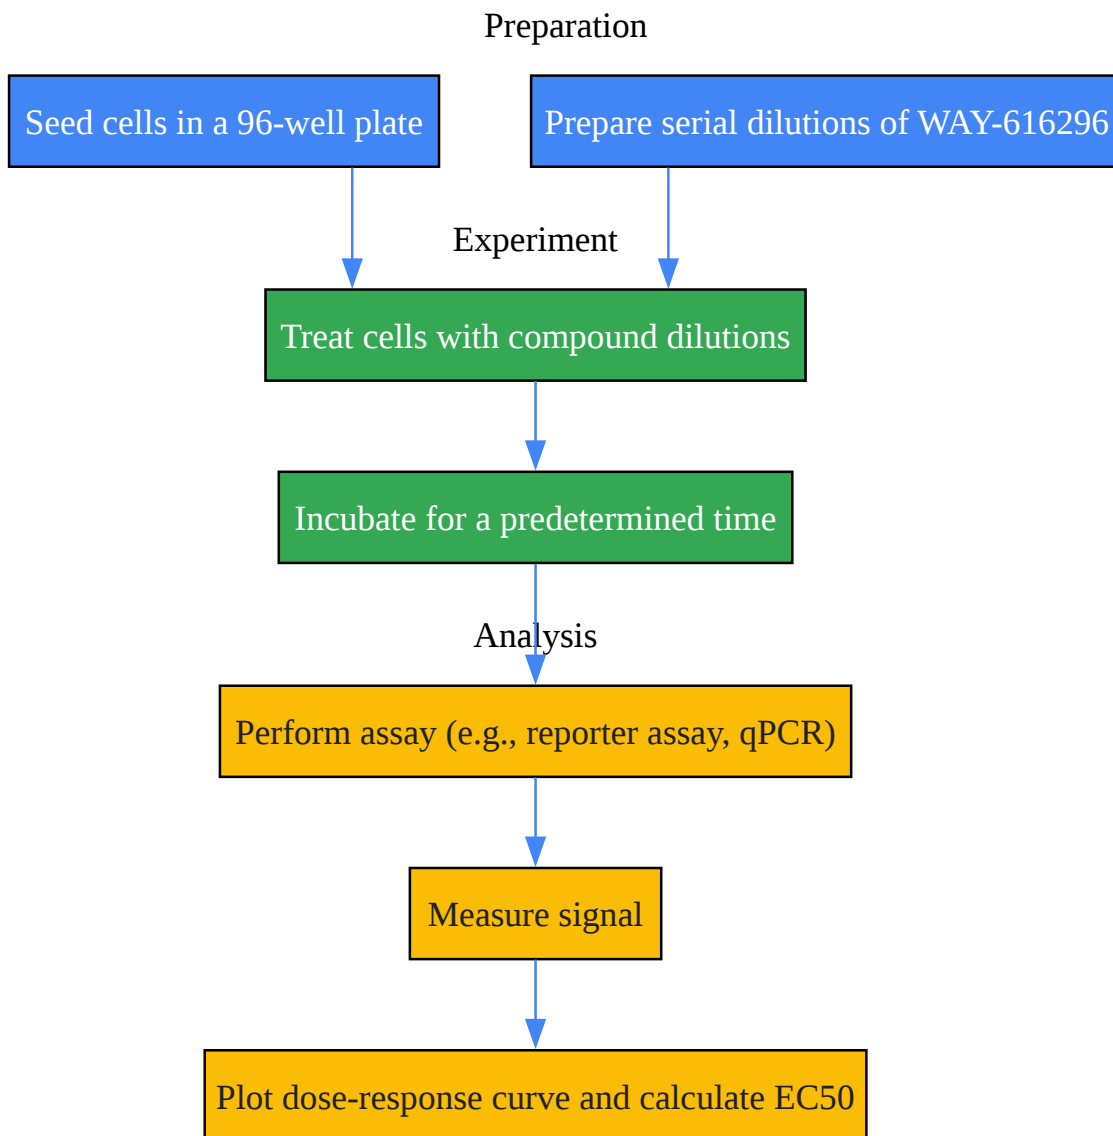 Preparation
Seed cells in a 96-well plate
Prepare serial dilutions of WAY-616296
Experiment
Treat cells with compound dilutions
Incubate for a predetermined time
Analysis
Perform assay (e.g., reporter assay, qPCR)
Measure signal
Plot dose-response curve and calculate EC50